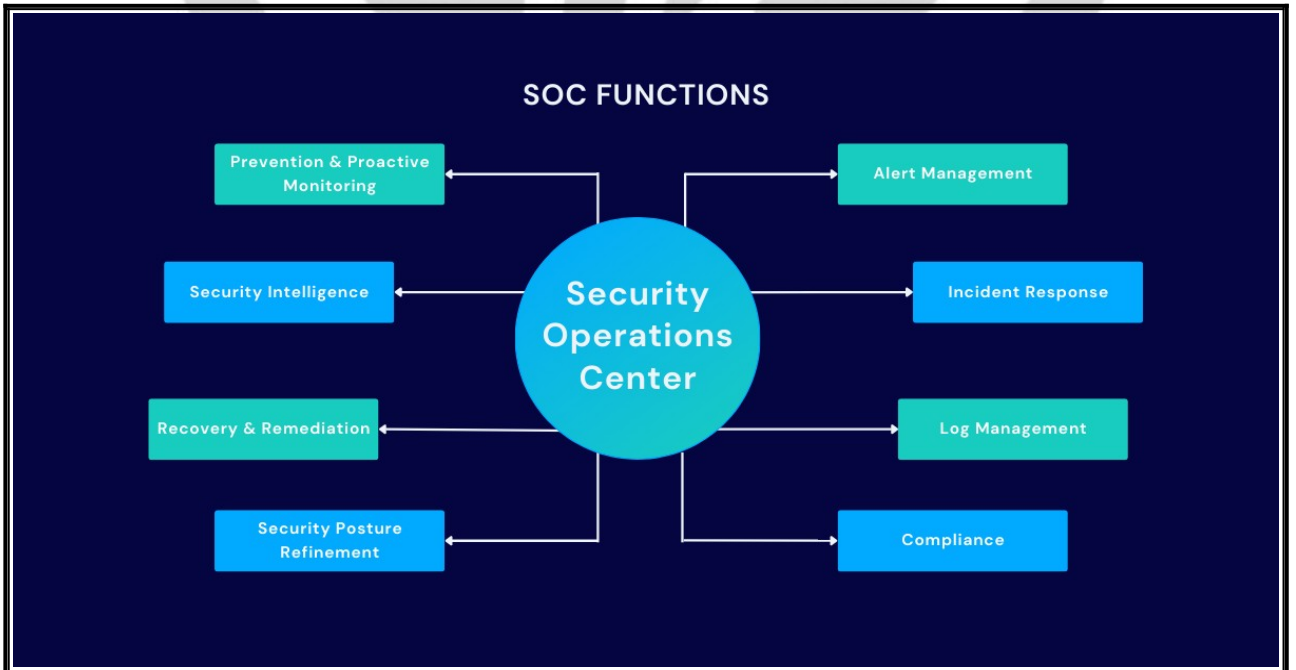 SOC FUNCTIONS
Prevention & Proactive
Monitoring
Alert Management
Security Intelligence
Incident Response
Security
Operations
Center
Recovery & Remediation
Log Management
Security Posture
Refinement
Compliance